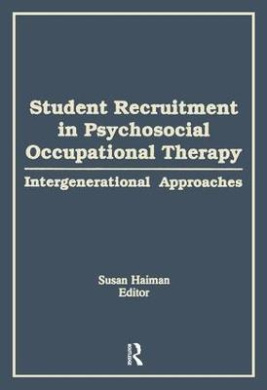 Student Recruitment
in Psychosocial
Occupational Therapy
Intergenerational Approaches
Susan Haiman
Editor
R